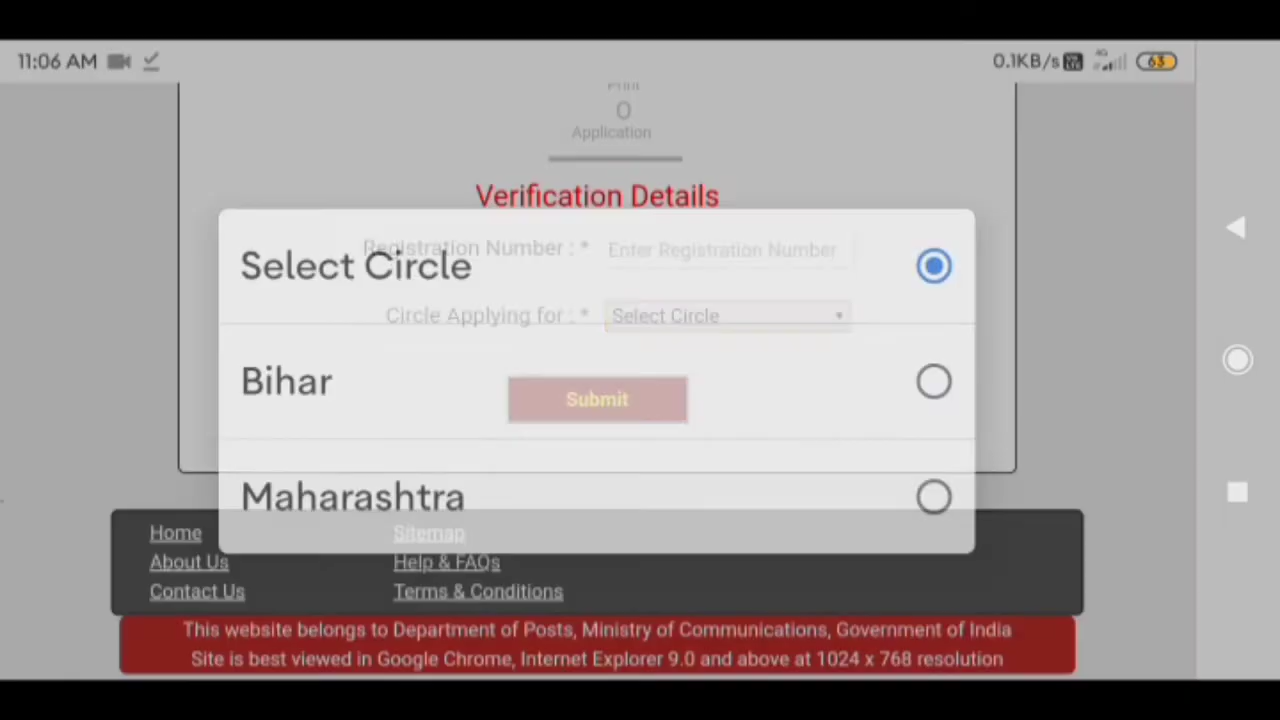 11:06 AM
0.1KB/s
4G
63
Print
Application
Verification Details
Registration Number : *
Enter Registration Number
Select Circle
Circle Applying for : *
Select Circle
Bihar
Submit
Maharashtra
Home
Sitemap
About Us
Help & FAQs
Contact Us
Terms & Conditions
This website belongs to Department of Posts, Ministry of Communications, Government of India
Site is best viewed in Google Chrome, Internet Explorer 9.0 and above at 1024 x 768 resolution